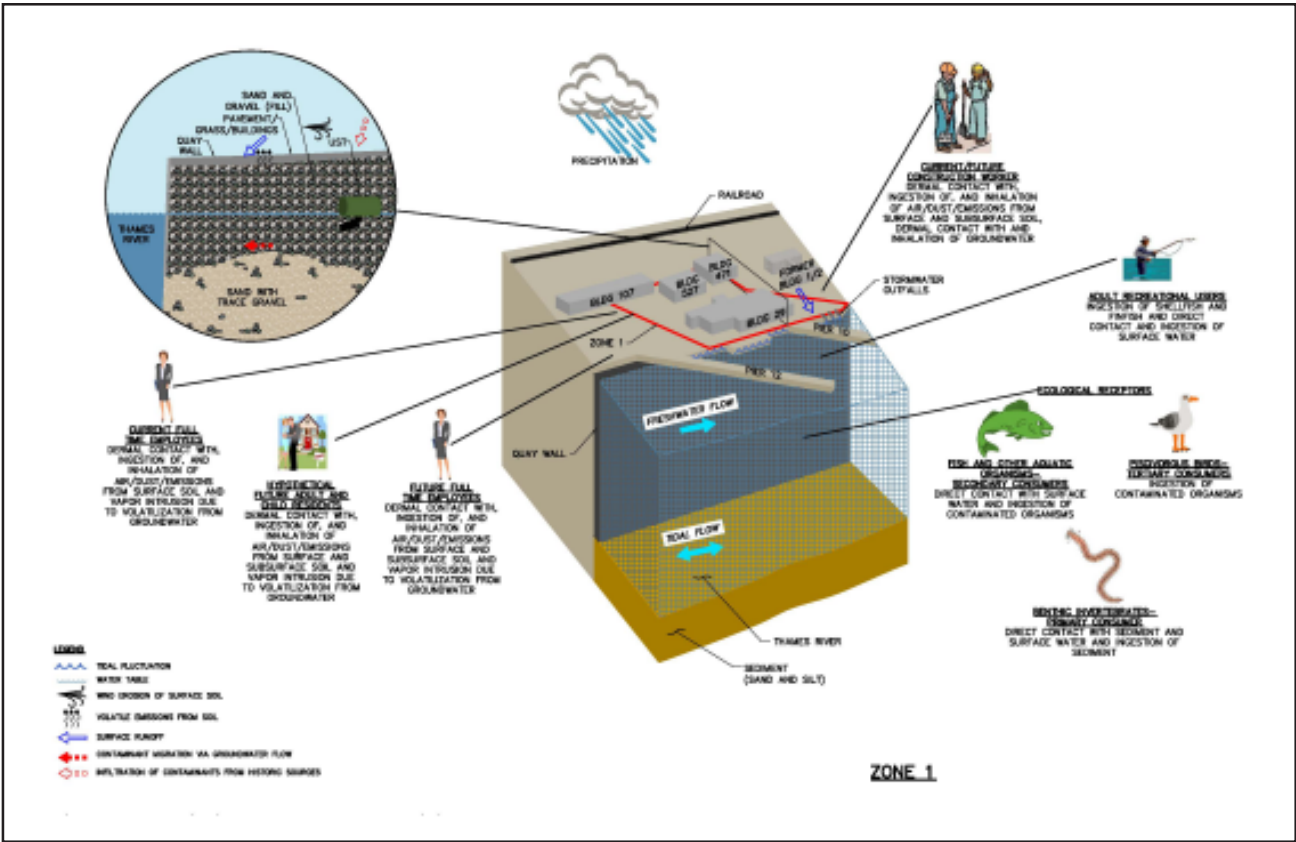 SAND AND
GRAVEL (FILL)
PAVEMENT/
GRASS/BUILDINGS
QUAY
WALL
UST
THAMES
RIVER
SAND WITH
TRACE GRAVEL
PRECIPITATION
CURRENT/FUTURE
CONSTRUCTION WORKER
DERMAL CONTACT WITH,
INGESTION OF, AND INHALATION
OF AIR/DUST/EMISSIONS FROM
SURFACE AND SUBSURFACE SOIL,
DERMAL CONTACT WITH AND
INHALATION OF GROUNDWATER
RAILROAD
BLDG 107
BLDG
527
BLDG
475
FORMER
BLDG 1/2
BLDG 29
STORMWATER
OUTFALLS
ZONE 1
PIER 10
PIER 12
ADULT RECREATIONAL USERS
INGESTION OF SHELLFISH AND
FINFISH AND DIRECT
CONTACT AND INGESTION OF
SURFACE WATER
CURRENT FULL
TIME EMPLOYEES
DERMAL CONTACT WITH,
INGESTION OF, AND
INHALATION OF
AIR/DUST/EMISSIONS
FROM SURFACE SOIL AND
VAPOR INTRUSION DUE
TO VOLATILIZATION FROM
GROUNDWATER
HYPOTHETICAL
FUTURE ADULT AND
CHILD RESIDENTS
DERMAL CONTACT WITH,
INGESTION OF, AND
INHALATION OF
AIR/DUST/EMISSIONS
FROM SURFACE AND
SUBSURFACE SOIL AND
VAPOR INTRUSION DUE
TO VOLATILIZATION FROM
GROUNDWATER
FUTURE FULL
TIME EMPLOYEES
DERMAL CONTACT WITH,
INGESTION OF, AND
INHALATION OF
AIR/DUST/EMISSIONS
FROM SURFACE AND
SUBSURFACE SOIL AND
VAPOR INTRUSION DUE
TO VOLATILIZATION FROM
GROUNDWATER
QUAY WALL
FRESHWATER FLOW
TIDAL FLOW
THAMES RIVER
SEDIMENT
(SAND AND SILT)
ECOLOGICAL RECEPTORS
FISH AND OTHER AQUATIC
ORGANISMS-
SECONDARY CONSUMERS
DIRECT CONTACT WITH SURFACE
WATER AND INGESTION OF
CONTAMINATED ORGANISMS
PISCIVOROUS BIRDS-
TERTIARY CONSUMERS
INGESTION OF
CONTAMINATED ORGANISMS
BENTHIC INVERTEBRATES-
PRIMARY CONSUMER
DIRECT CONTACT WITH SEDIMENT AND
SURFACE WATER AND INGESTION OF
SEDIMENT
LEGEND
TIDAL FLUCTUATION
WATER TABLE
WIND EROSION OF SURFACE SOIL
VOLATILE EMISSIONS FROM SOIL
SURFACE RUNOFF
CONTAMINANT MIGRATION VIA GROUNDWATER FLOW
INFILTRATION OF CONTAMINANTS FROM HISTORIC SOURCES
ZONE 1